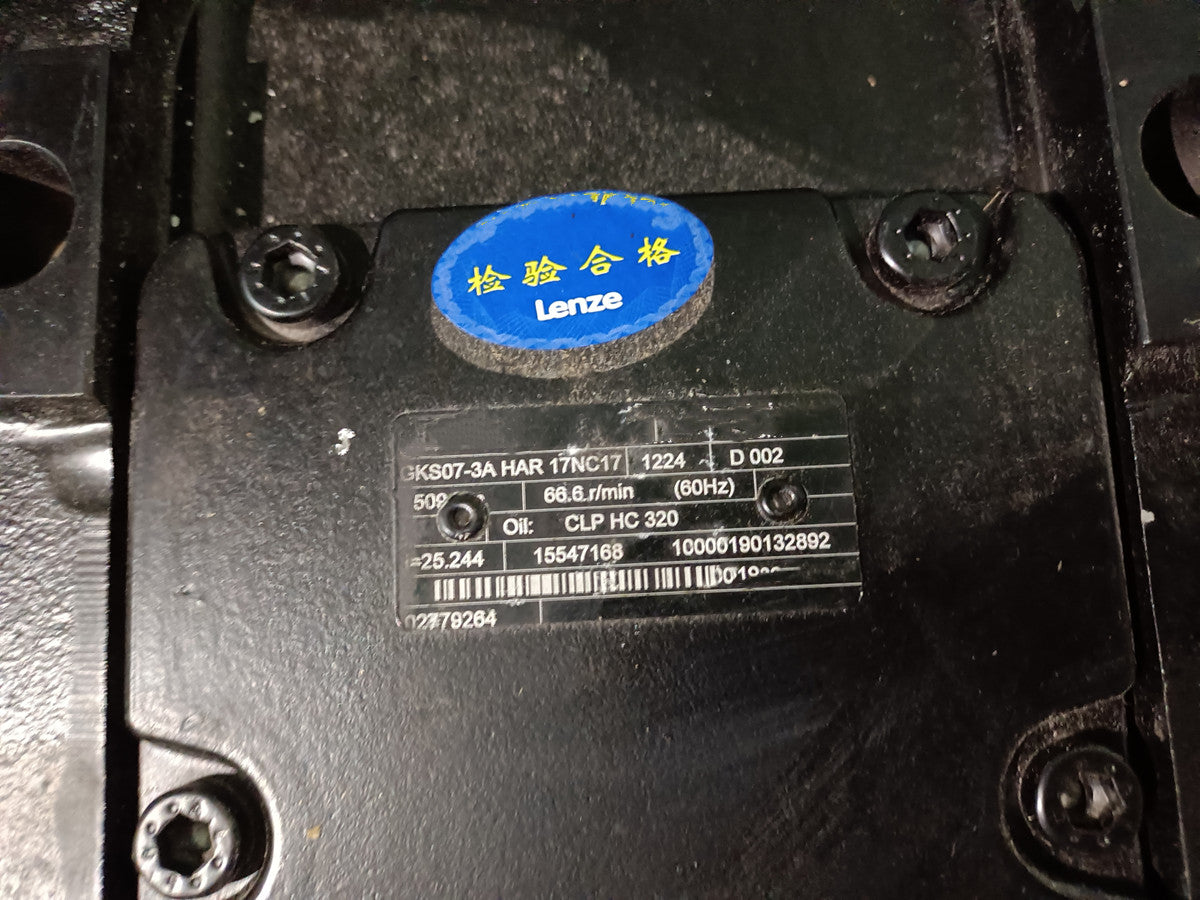 检验合格
Lenze
GKS07-3A HAR 17NC17 1224 D 002
66.6 r/min (60Hz)
Oil: CLP HC 320
=25.244 15547168 10000190132892
02779264